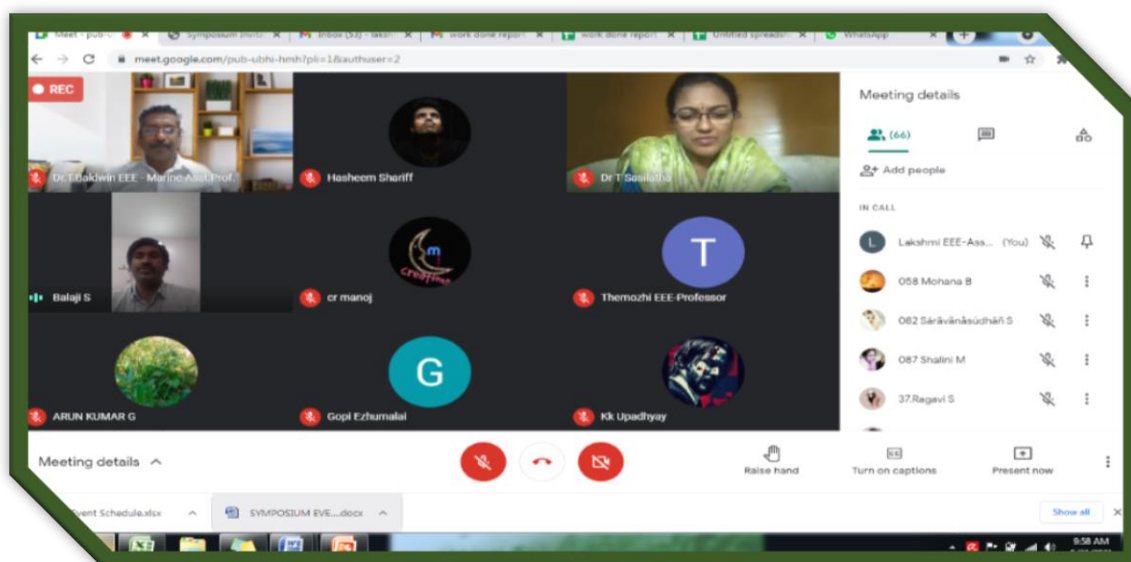 Meet - pub-u
Symposium Invit
Inbox (53) - laksh
work done report
work done report
Untitled spreadsh
WhatsApp
meet.google.com/pub-ubhi-hmh?pli=1&authuser=2
REC
Dr.T.Baldwin EEE - Marine Asst.Prof.
Hasheem Shariff
Dr T Sasilatha
Balaji S
cr manoj
m
creations
T
Themozhi EEE-Professor
ARUN KUMAR G
G
Gopi Ezhumalai
Kk Upadhyay
Meeting details
(66)
Add people
IN CALL
L
Lakshmi EEE-Ass... (You)
058 Mohana B
082 Sárãvãnåsúdháñ S
087 Shalini M
37.Ragavi S
Meeting details
Raise hand
Turn on captions
Present now
Event Schedule.xlsx
SYMPOSIUM EVE....docx
Show all
9:58 AM